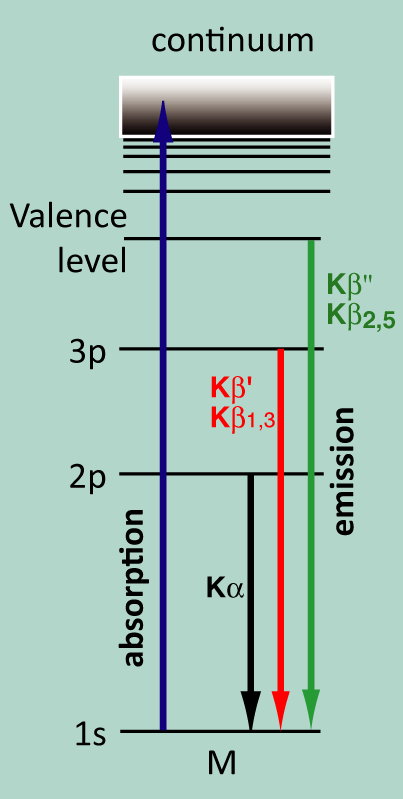 continuum
Valence
level
Kβ"
Kβ2,5
3p
Kβ'
Kβ1,3
emission
2p
absorption
Kα
1s
M